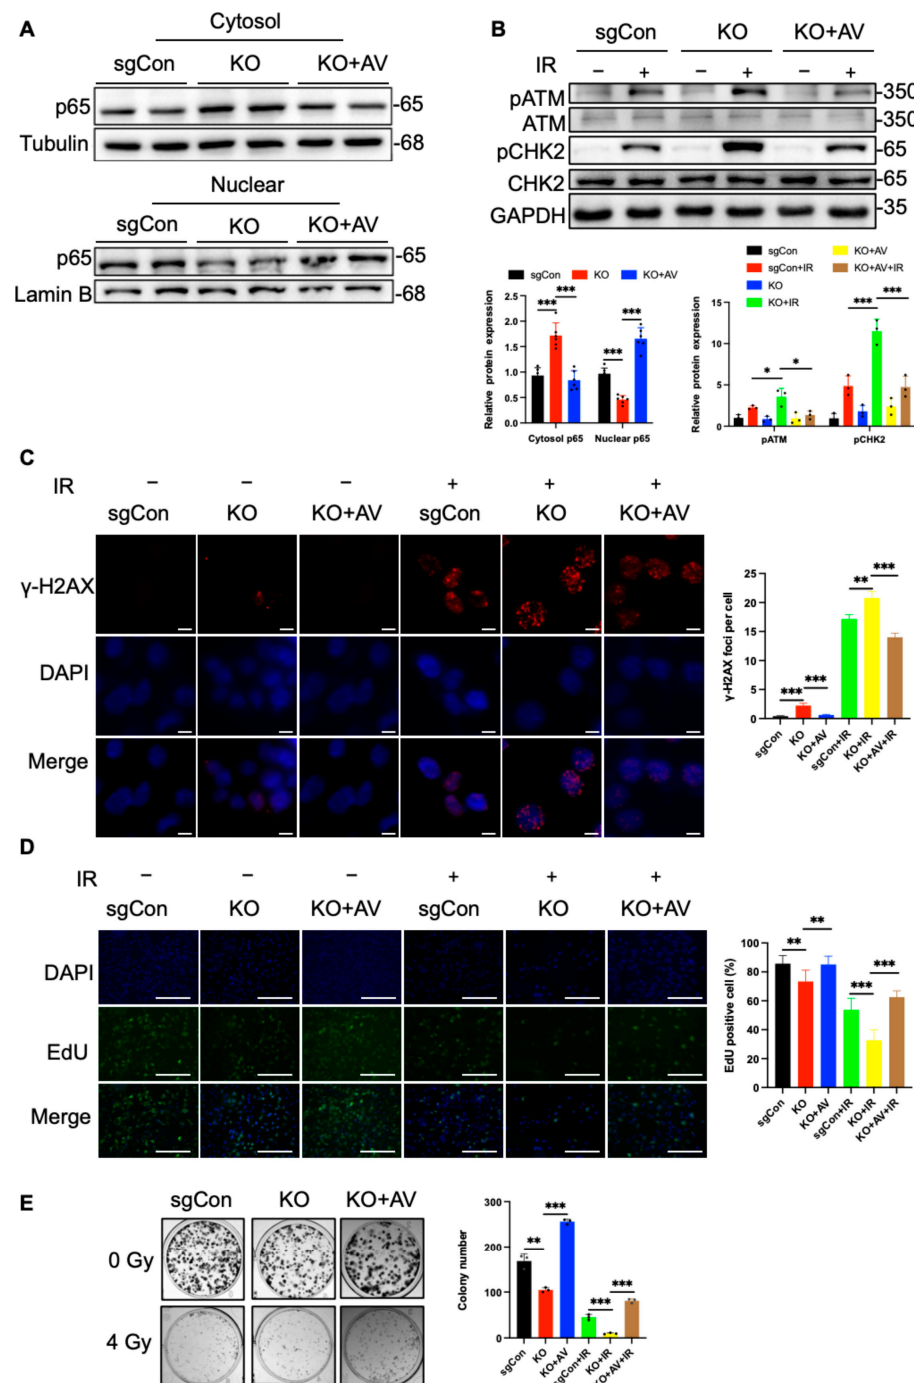 A
Cytosol
sgCon KO KO+AV
p65 -65
Tubulin -68
Nuclear
sgCon KO KO+AV
p65 -65
Lamin B -68
B
sgCon KO KO+AV
IR − + − + − +
pATM -350
ATM -350
pCHK2 -65
CHK2 -65
GAPDH -35
sgCon KO KO+AV
Relative protein expression
2.5
2.0
1.5
1.0
0.5
0.0
*** *** *** ***
Cytosol p65 Nuclear p65
sgCon KO+AV
sgCon+IR KO+AV+IR
KO
KO+IR
Relative protein expression
15
10
5
0
* * *** ***
pATM pCHK2
C
IR − − − + + +
sgCon KO KO+AV sgCon KO KO+AV
γ-H2AX
DAPI
Merge
γ-H2AX foci per cell
25
20
15
10
5
0
*** *** ** ***
sgCon KO KO+AV sgCon+IR KO+IR KO+AV+IR
D
IR − − − + + +
sgCon KO KO+AV sgCon KO KO+AV
DAPI
EdU
Merge
EdU positive cell (%)
100
80
60
40
20
0
** ** *** ***
sgCon KO KO+AV sgCon+IR KO+IR KO+AV+IR
E
sgCon KO KO+AV
0 Gy
4 Gy
Colony number
300
200
100
0
** *** *** ***
sgCon KO KO+AV sgCon+IR KO+IR KO+AV+IR